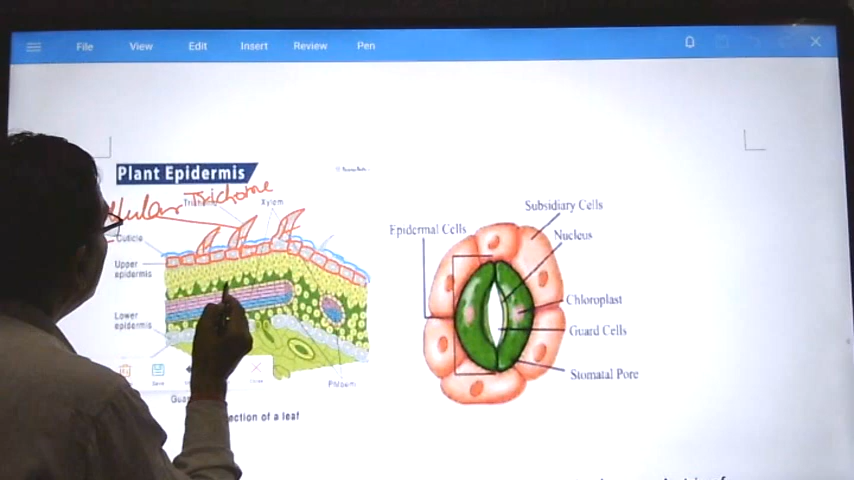 File View Edit Insert Review Pen
Plant Epidermis
Trichome
Xylem
Cuticle
Upper
epidermis
Lower
epidermis
Save
Phloem
ection of a leaf
Subsidiary Cells
Epidermal Cells
Nucleus
Chloroplast
Guard Cells
Stomatal Pore